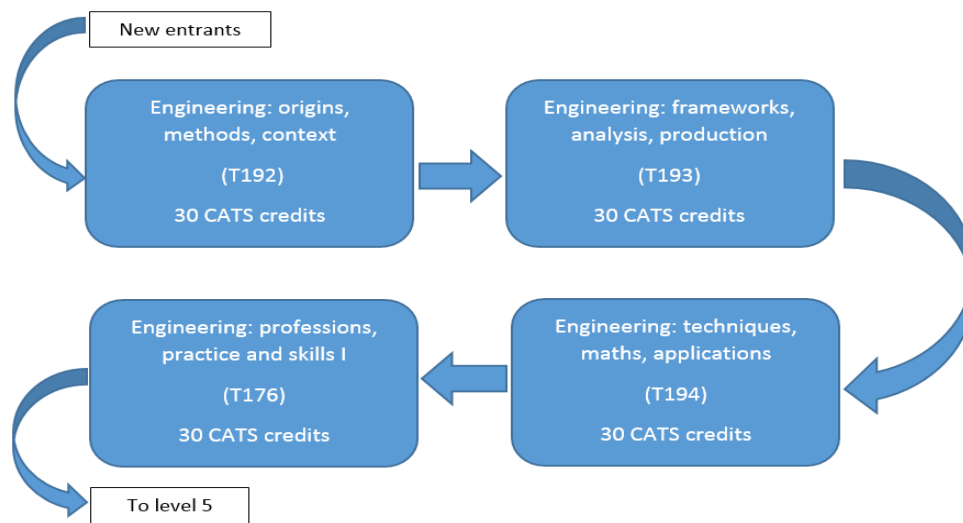 New entrants
Engineering: origins,
methods, context
(T192)
30 CATS credits
Engineering: frameworks,
analysis, production
(T193)
30 CATS credits
Engineering: techniques,
maths, applications
(T194)
30 CATS credits
Engineering: professions,
practice and skills I
(T176)
30 CATS credits
To level 5